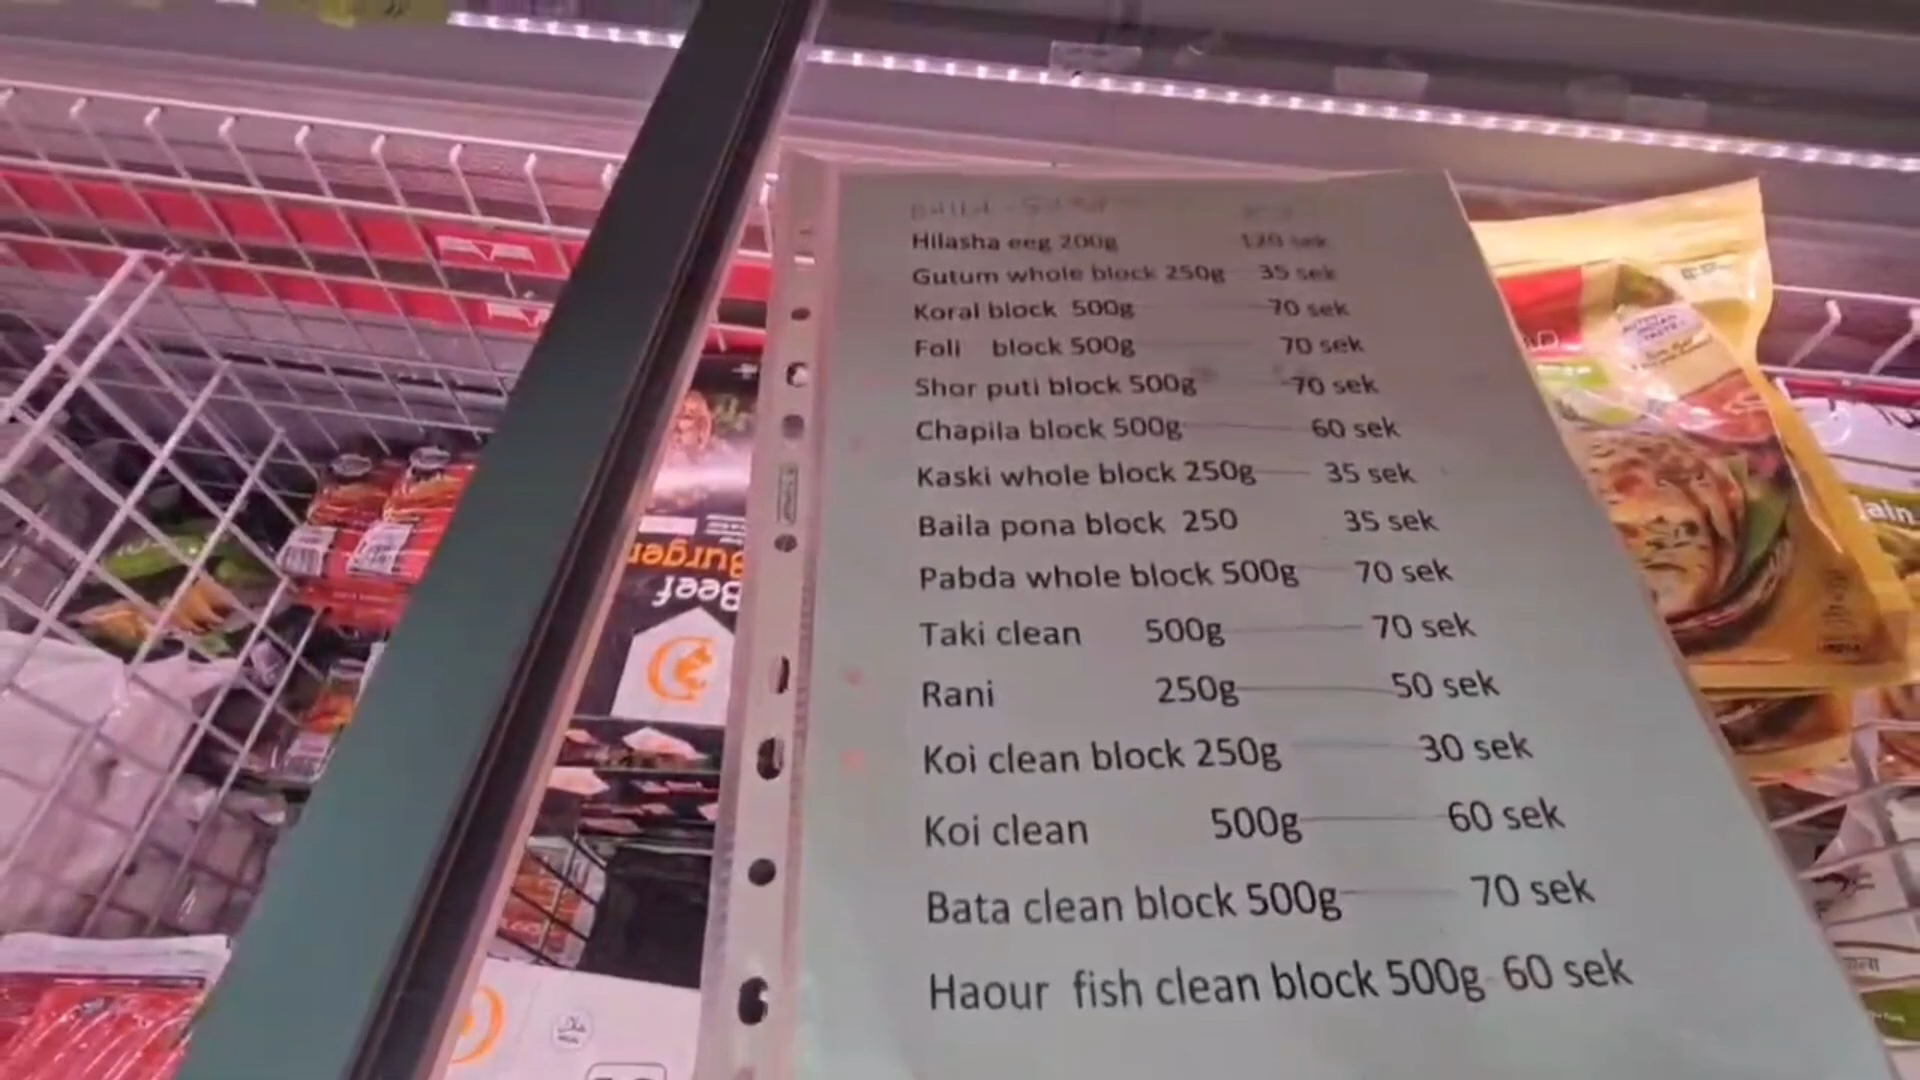 Hilasha eeg 200g 120 sek
Gutum whole block 250g 35 sek
Koral block 500g 70 sek
Foli block 500g 70 sek
Shor puti block 500g 70 sek
Chapila block 500g 60 sek
Kaski whole block 250g 35 sek
Baila pona block 250 35 sek
Pabda whole block 500g 70 sek
Taki clean 500g 70 sek
Rani 250g 50 sek
Koi clean block 250g 30 sek
Koi clean 500g 60 sek
Bata clean block 500g 70 sek
Haour fish clean block 500g 60 sek
Beef
Burger